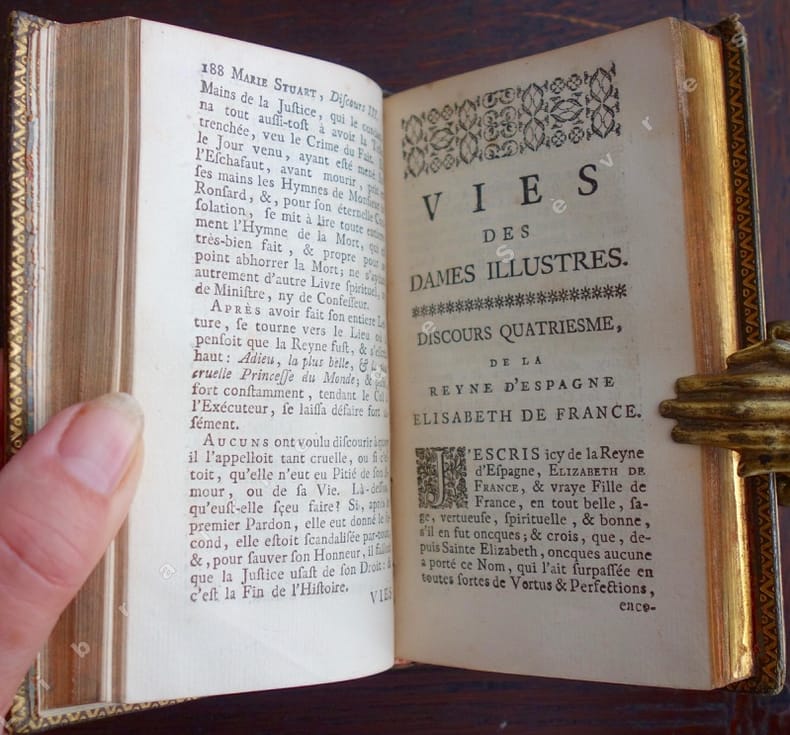 188 MARIE STUART, Discours III.
Mains de la Justice, qui le
na tout aussi-tost à avoir la
trenchée, veu le Crime du Fait.
le Jour venu, ayant esté mené
l'Eschafaut, avant mourir,
ses mains les Hymnes de
Ronsard, &, pour son éternelle
solation, se mit à lire toute
ment l'Hymne de la Mort, qui
très-bien fait, & propre pour
point abhorrer la Mort; ne
autrement d'autre Livre spirituel,
de Ministre, ny de Confesseur.
APRÈS avoir fait son entiere
ture, se tourne vers le Lieu
pensoit que la Reyne fust, &
haut: Adieu, la plus belle, &
cruelle Princesse du Monde; &
fort constamment, tendant le
l'Exécuteur, se laissa défaire fort
sément.
AUCUNS ont voulu discourir à
il l'appelloit tant cruelle, ou si
toit, qu'elle n'eut eu Pitié de son
mour, ou de sa Vie. Là-
qu'eust-elle sçeu faire? Si, après
premier Pardon, elle eut donné le
cond, elle estoit scandalisée par-tout,
&, pour sauver son Honneur, il
que la Justice usast de son Droit:
c'est la Fin de l'Histoire.
VIES
VIES
DES
DAMES ILLUSTRES.
DISCOURS QUATRIESME,
DE LA
REYNE D'ESPAGNE
ELISABETH DE FRANCE.
J'ESCRIS icy de la Reyne
d'Espagne, ELIZABETH DE
FRANCE, & vraye Fille de
France, en tout belle, sa-
ge, vertueuse, spirituelle, & bonne,
s'il en fut oncques; & crois, que, de-
puis Sainte Elizabeth, oncques aucune
a porté ce Nom, qui l'ait surpassée en
toutes sortes de Vortus & Perfections,
enco-